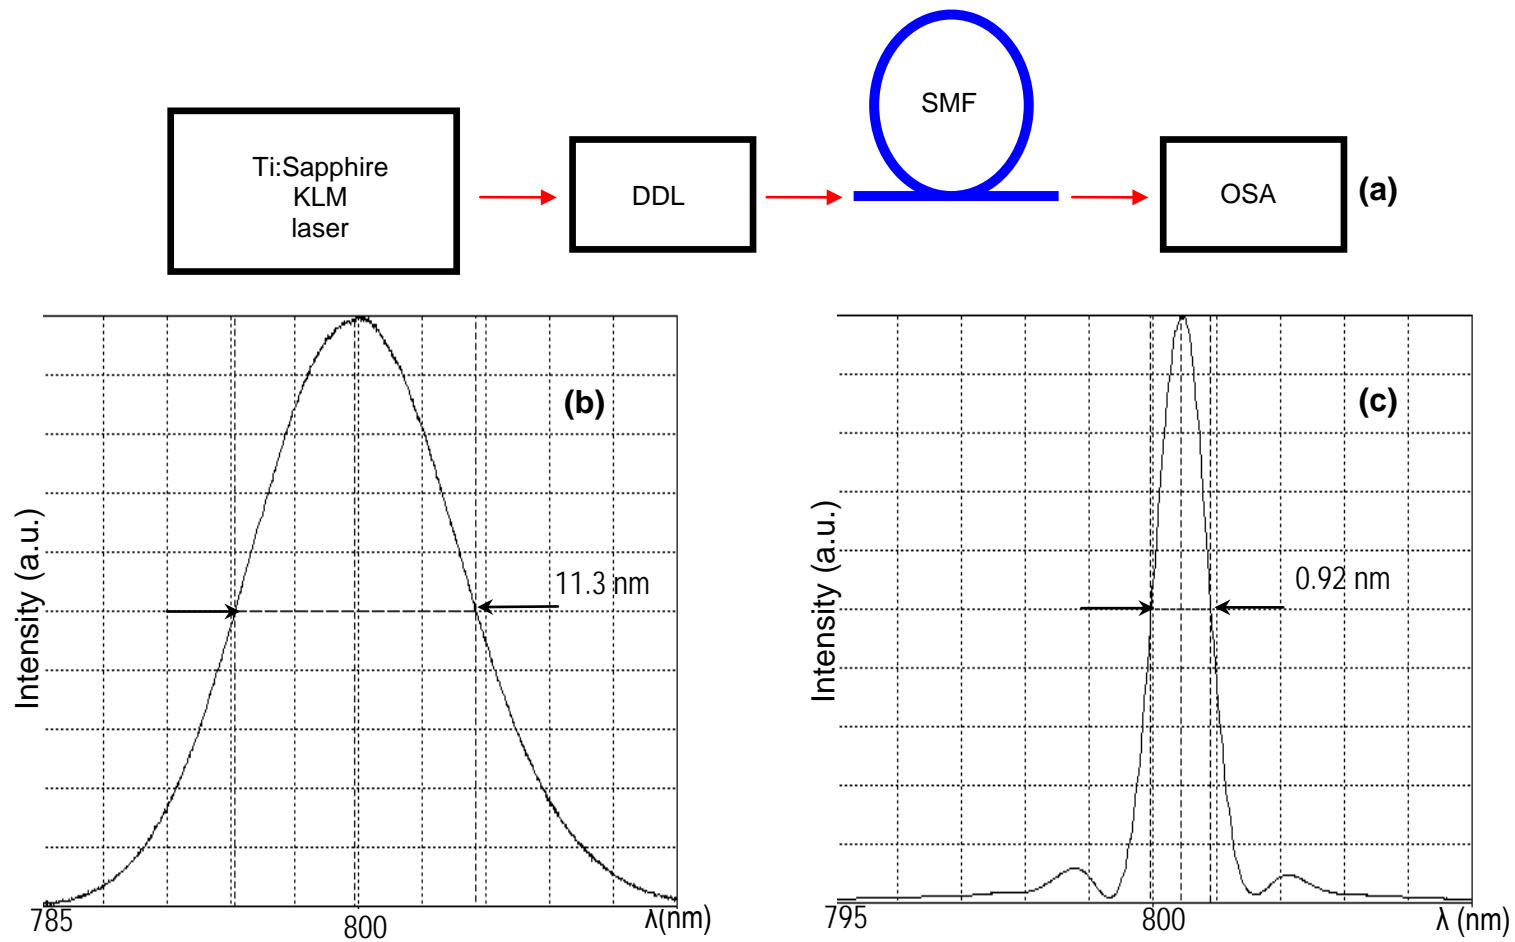 Ti:Sapphire
KLM
laser
DDL
SMF
OSA
(a)
Intensity (a.u.)
(b)
11.3 nm
785
800
λ(nm)
Intensity (a.u.)
(c)
0.92 nm
795
800
λ (nm)